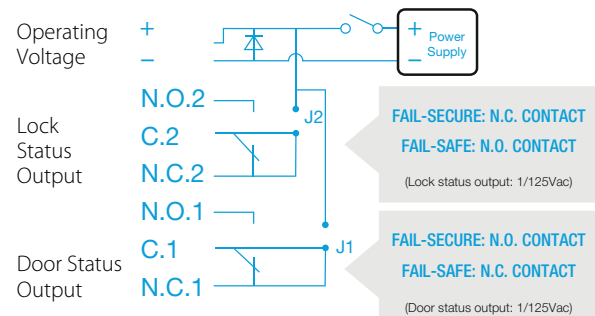 Operating
Voltage
+
−
+
−
Power
Supply
Lock
Status
Output
N.O.2
C.2
N.C.2
J2
FAIL-SECURE: N.C. CONTACT
FAIL-SAFE: N.O. CONTACT
(Lock status output: 1/125Vac)
Door Status
Output
N.O.1
C.1
N.C.1
J1
FAIL-SECURE: N.O. CONTACT
FAIL-SAFE: N.C. CONTACT
(Door status output: 1/125Vac)